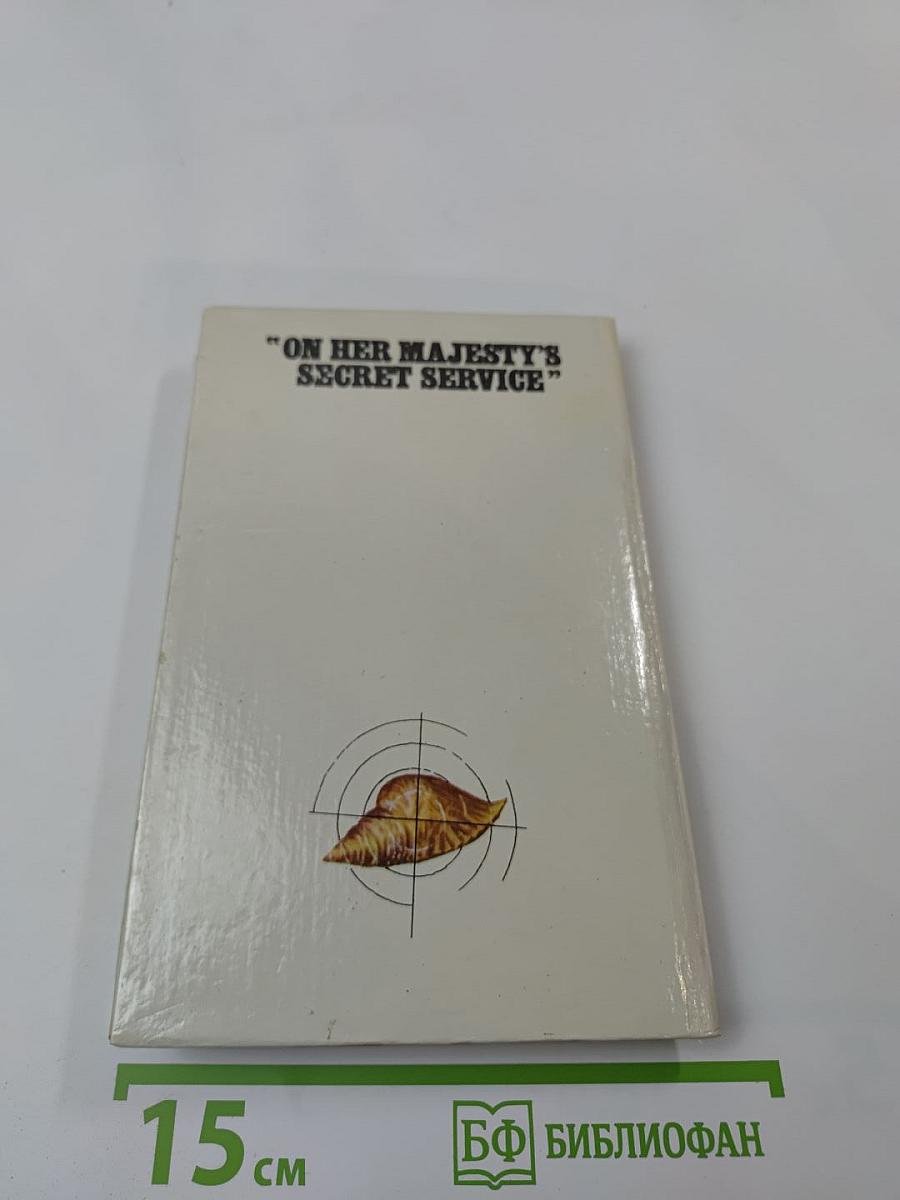 "ON HER MAJESTY'S
SECRET SERVICE"
15 см
БФ БИБЛИОФАН